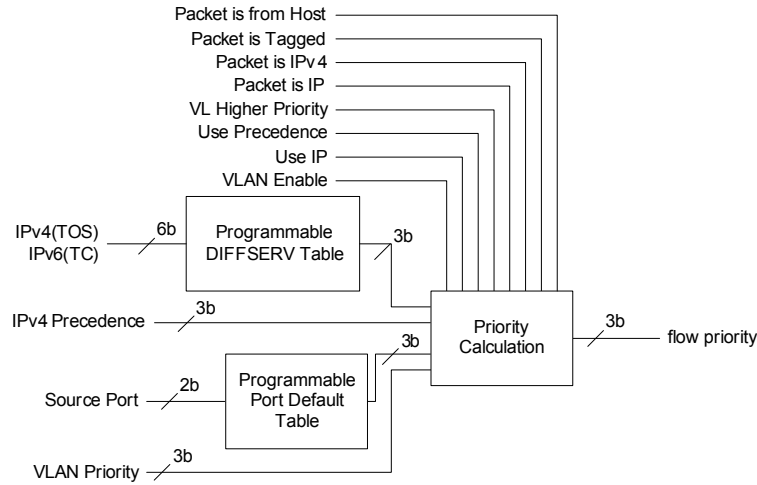 Packet is from Host
Packet is Tagged
Packet is IPv4
Packet is IP
VL Higher Priority
Use Precedence
Use IP
VLAN Enable
IPv4(TOS)
IPv6(TC)
6b
Programmable
DIFFSERV Table
3b
IPv4 Precedence
3b
Priority
Calculation
3b
flow priority
3b
Source Port
2b
Programmable
Port Default
Table
VLAN Priority
3b